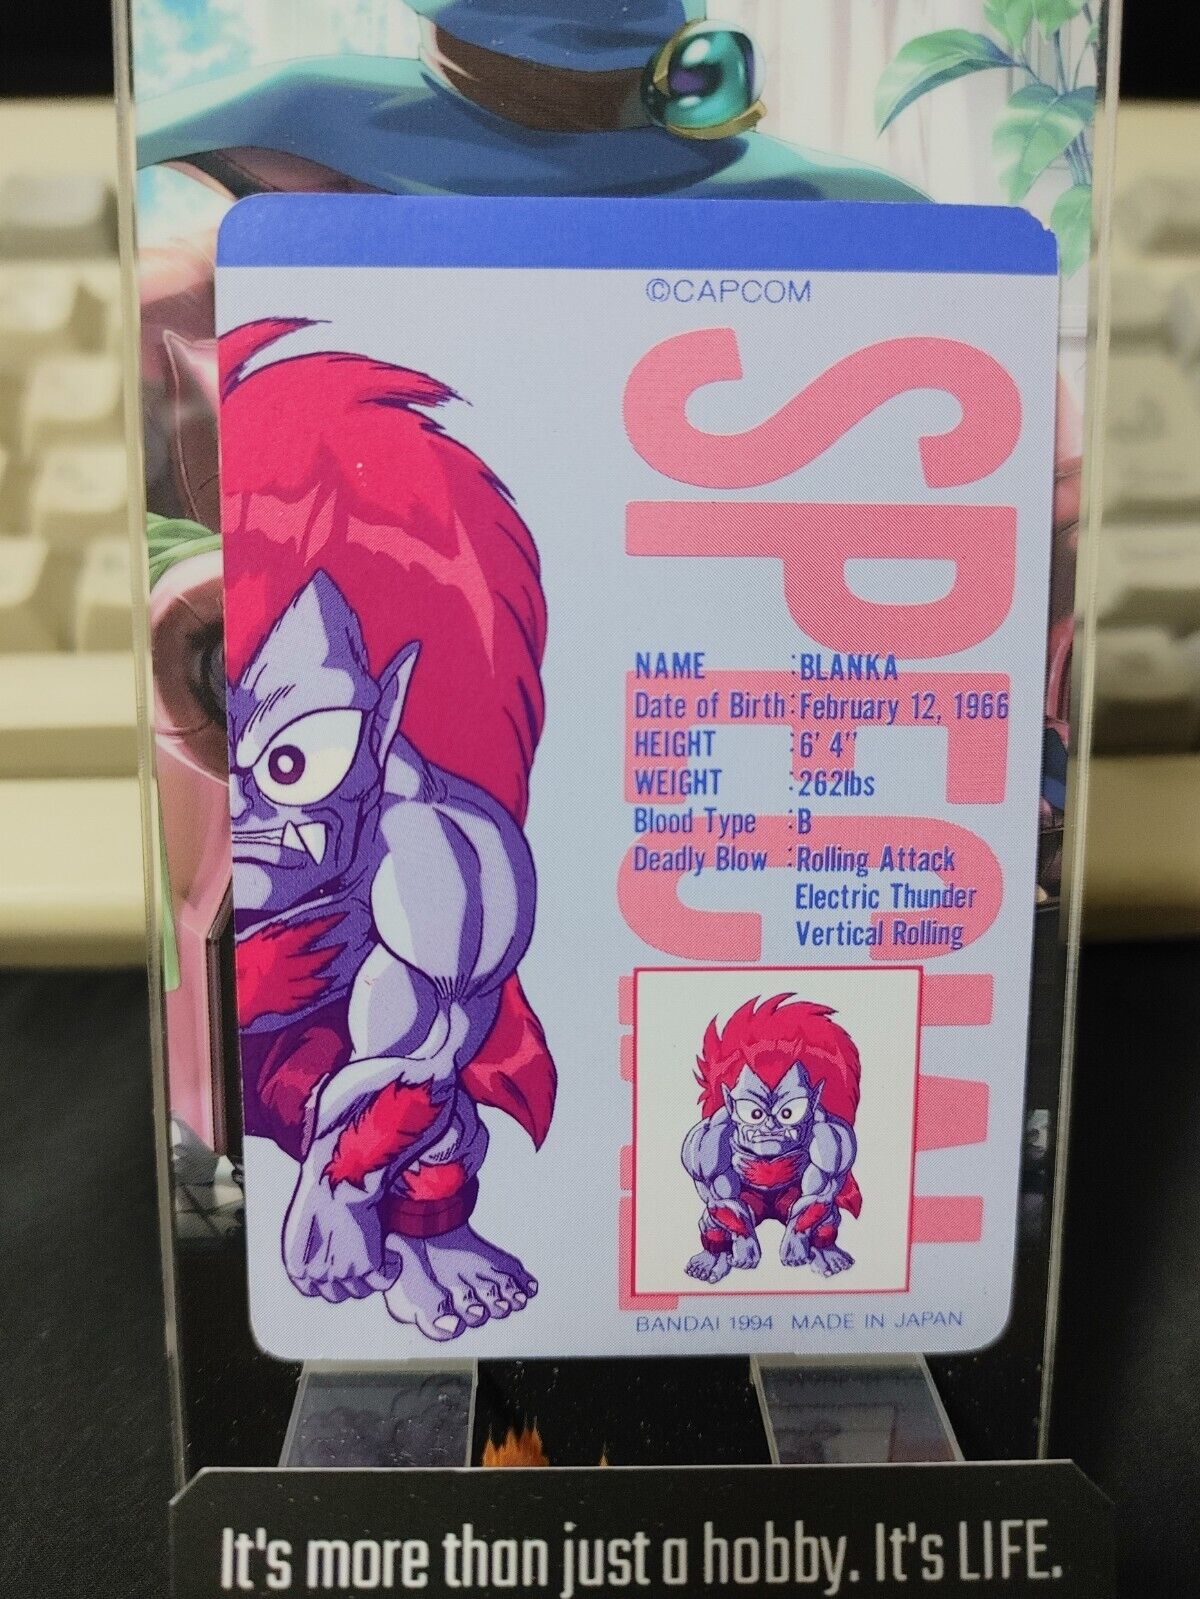 ©CAPCOM
SPECIAL
NAME :BLANKA
Date of Birth:February 12, 1966
HEIGHT :6' 4"
WEIGHT :262lbs
Blood Type :B
Deadly Blow :Rolling Attack
Electric Thunder
Vertical Rolling
BANDAI 1994 MADE IN JAPAN
It's more than just a hobby. It's LIFE.